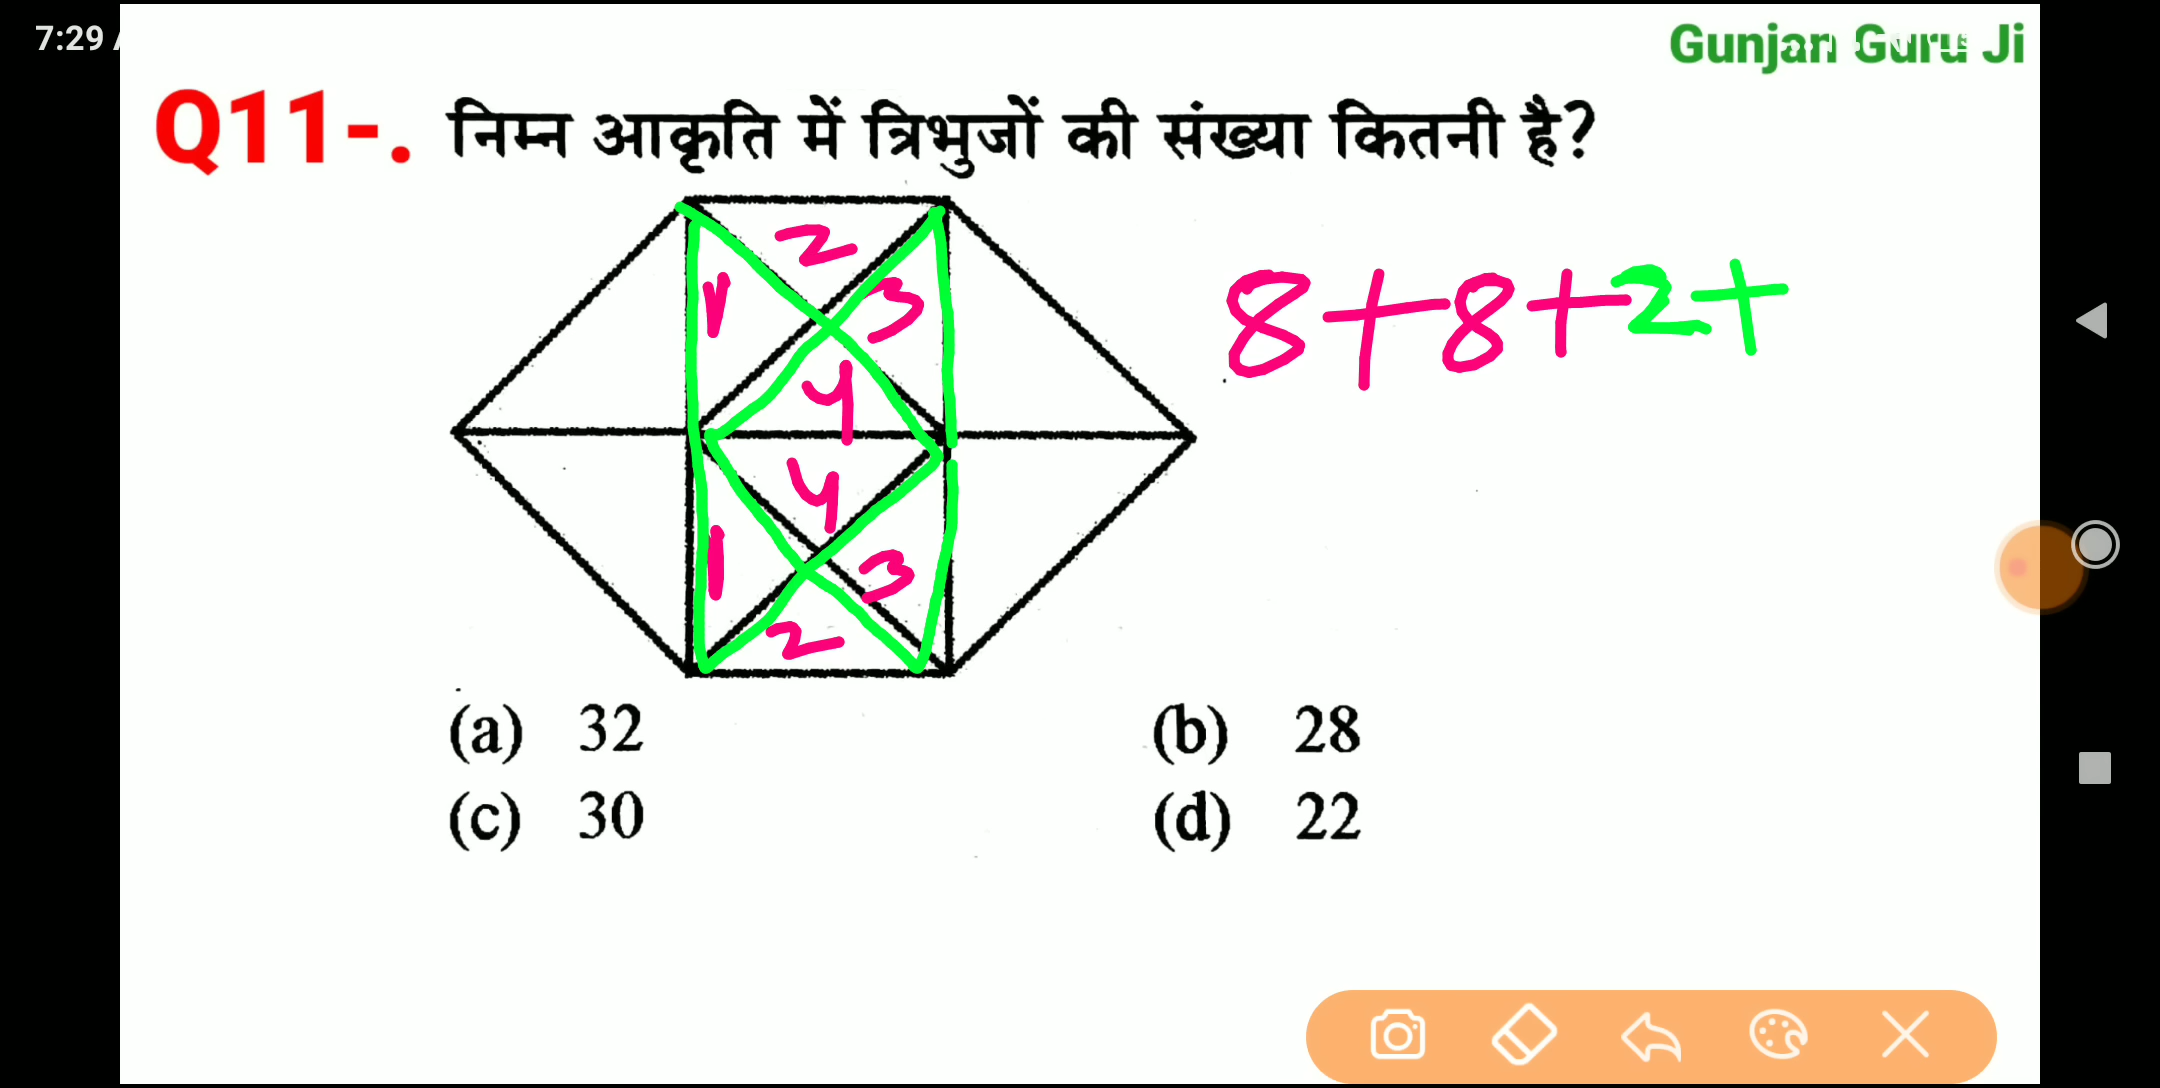 7:29
Gunjan Guru Ji
Q11-. निम्न आकृति में त्रिभुजों की संख्या कितनी है?
2
1
3
4
8+8+2+
4
1
3
2
(a) 32
(b) 28
(c) 30
(d) 22